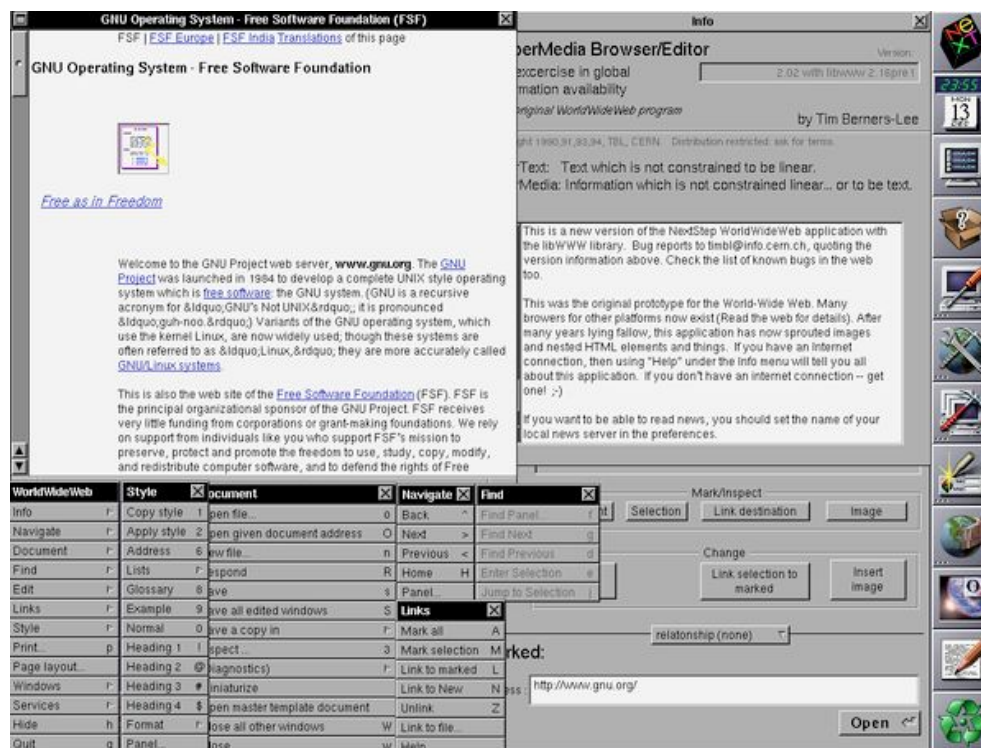 GNU Operating System - Free Software Foundation (FSF)
FSF | FSF Europe | FSF India Translations of this page
GNU Operating System - Free Software Foundation
Free as in Freedom
Welcome to the GNU Project web server, www.gnu.org. The GNU
Project was launched in 1984 to develop a complete UNIX style operating
system which is free software: the GNU system. (GNU is a recursive
acronym for &ldquo;GNU's Not UNIX&rdquo;; it is pronounced
&ldquo;guh-noo.&rdquo;) Variants of the GNU operating system, which
use the kernel Linux, are now widely used; though these systems are
often referred to as &ldquo;Linux,&rdquo; they are more accurately called
GNU/Linux systems.
This is also the web site of the Free Software Foundation (FSF). FSF is
the principal organizational sponsor of the GNU Project. FSF receives
very little funding from corporations or grant-making foundations. We rely
on support from individuals like you who support FSF's mission to
preserve, protect and promote the freedom to use, study, copy, modify,
and redistribute computer software, and to defend the rights of Free
Info
perMedia Browser/Editor
Version:
excercise in global
2.02 with libwww 2.16pre1
mation availability
original WorldWideWeb program
by Tim Berners-Lee
ght 1990,91,93,94, TBL, CERN. Distribution restricted: ask for terms.
rText: Text which is not constrained to be linear.
rMedia: Information which is not constrained linear... or to be text.
This is a new version of the NextStep WorldWideWeb application with
the libWWW library. Bug reports to timbl@info.cern.ch, quoting the
version information above. Check the list of known bugs in the web
too.
This was the original prototype for the World-Wide Web. Many
browsers for other platforms now exist (Read the web for details). After
many years lying fallow, this application has now sprouted images
and nested HTML elements and things. If you have an Internet
connection, then using "Help" under the Info menu will tell you all
about this application. If you don't have an internet connection -- get
one! ;-)
If you want to be able to read news, you should set the name of your
local news server in the preferences.
Mark/Inspect
Selection
Link destination
Image
Change
Link selection to
marked
Insert
image
relatonship (none)
rked:
ess:
http://www.gnu.org/
Open
WorldWideWeb
Info
Navigate
Document
Find
Edit
Links
Style
Print... p
Page layout...
Windows
Services
Hide h
Quit q
Style
Copy style 1
Apply style 2
Address 6
Lists
Glossary 8
Example 9
Normal 0
Heading 1 !
Heading 2 @
Heading 3 #
Heading 4 $
Format
Panel...
ocument
pen file... o
pen given document address O
ew file... n
espond R
ave s
ave all edited windows S
ave a copy in
spect... 3
iagnostics)
iniaturize
pen master template document
lose all other windows W
lose w
Navigate
Back ^
Next >
Previous <
Home H
Panel...
Find
Find Panel... f
Find Next g
Find Previous d
Enter Selection e
Jump to Selection j
Links
Mark all A
Mark selection M
Link to marked L
Link to New N
Unlink Z
Link to file...
Help
NeXT
23:55
MON
13
DEC